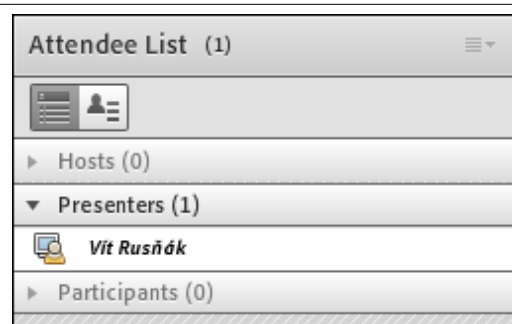 Attendee List (1)
Hosts (0)
Presenters (1)
Vít Rusňák
Participants (0)